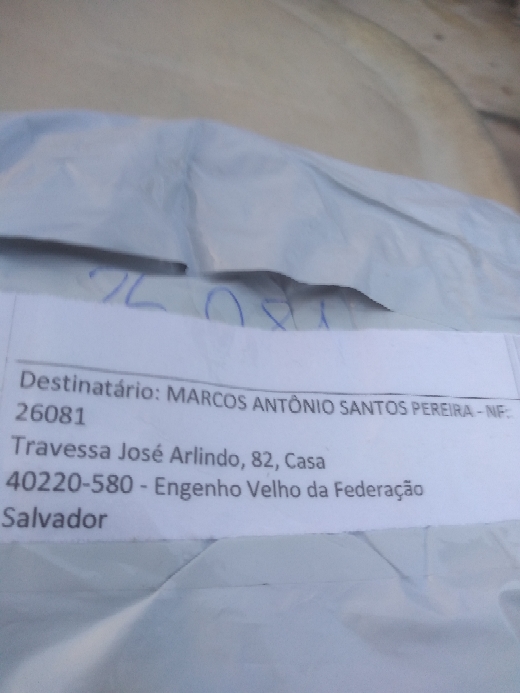 26081
Destinatário: MARCOS ANTÔNIO SANTOS PEREIRA - NF:
26081
Travessa José Arlindo, 82, Casa
40220-580 - Engenho Velho da Federação
Salvador